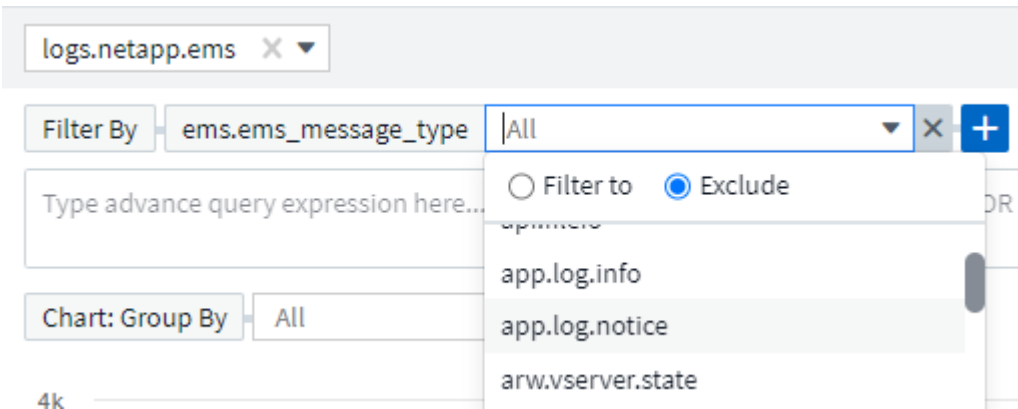 logs.netapp.ems
Filter By ems.ems_message_type All
Filter to Exclude
Type advance query expression here... OR
app.log.info
Chart: Group By All
app.log.notice
arw.vserver.state
4k